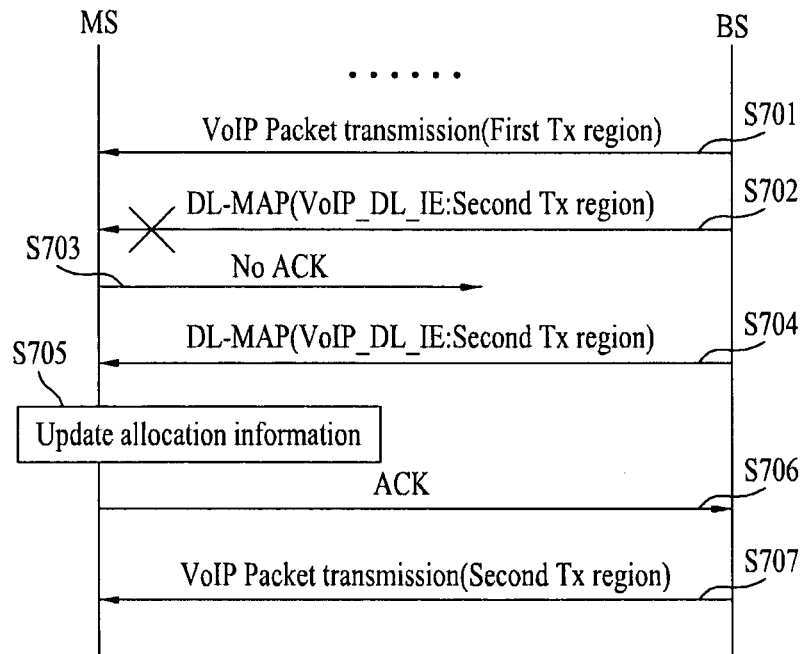 MS
BS
S701
VoIP Packet transmission(First Tx region)
S702
DL-MAP(VoIP_DL_IE:Second Tx region)
S703
No ACK
S704
DL-MAP(VoIP_DL_IE:Second Tx region)
S705
Update allocation information
S706
ACK
S707
VoIP Packet transmission(Second Tx region)